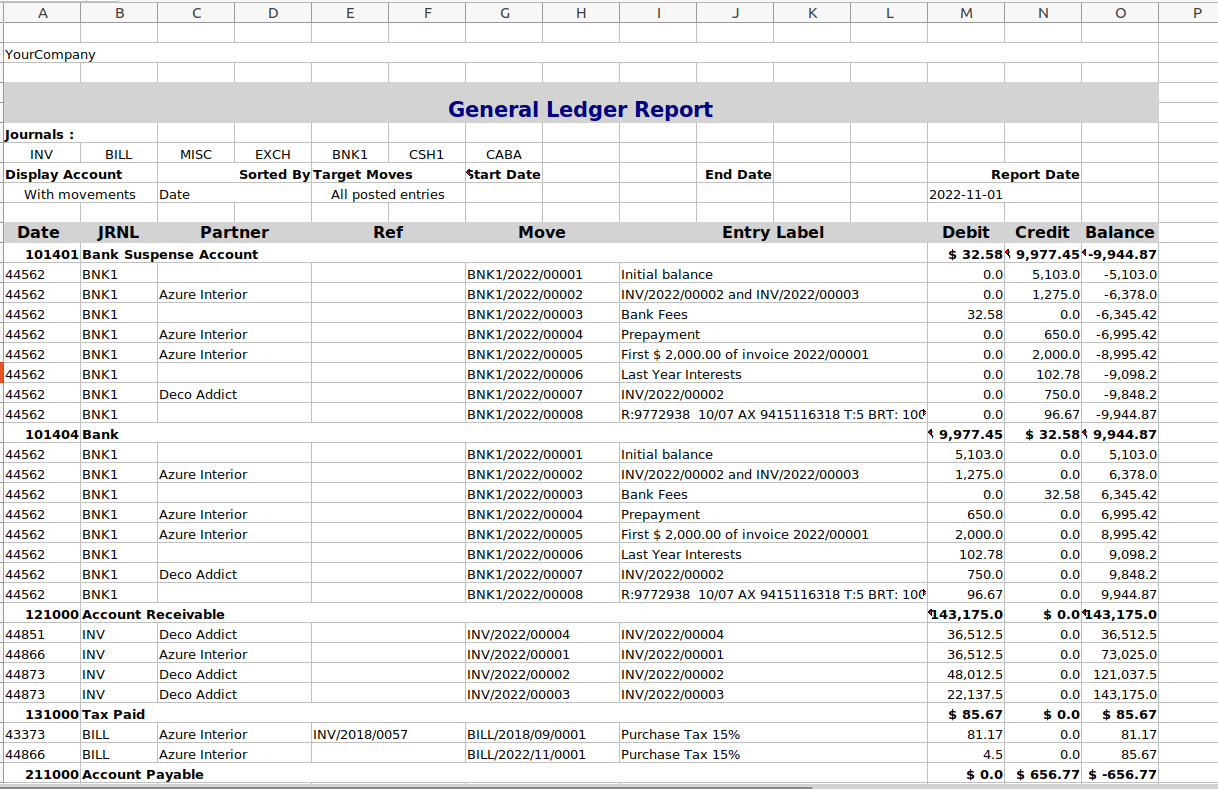 A B C D E F G H I J K L M N O P
YourCompany
General Ledger Report
Journals :
INV BILL MISC EXCH BNK1 CSH1 CABA
Display Account Sorted By Target Moves Start Date End Date Report Date
With movements Date All posted entries 2022-11-01
Date JRNL Partner Ref Move Entry Label Debit Credit Balance
101401 Bank Suspense Account $ 32.58 9,977.45 -9,944.87
44562 BNK1 BNK1/2022/00001 Initial balance 0.0 5,103.0 -5,103.0
44562 BNK1 Azure Interior BNK1/2022/00002 INV/2022/00002 and INV/2022/00003 0.0 1,275.0 -6,378.0
44562 BNK1 BNK1/2022/00003 Bank Fees 32.58 0.0 -6,345.42
44562 BNK1 Azure Interior BNK1/2022/00004 Prepayment 0.0 650.0 -6,995.42
44562 BNK1 Azure Interior BNK1/2022/00005 First $ 2,000.00 of invoice 2022/00001 0.0 2,000.0 -8,995.42
44562 BNK1 BNK1/2022/00006 Last Year Interests 0.0 102.78 -9,098.2
44562 BNK1 Deco Addict BNK1/2022/00007 INV/2022/00002 0.0 750.0 -9,848.2
44562 BNK1 BNK1/2022/00008 R:9772938 10/07 AX 9415116318 T:5 BRT: 100 0.0 96.67 -9,944.87
101404 Bank 9,977.45 $ 32.58 9,944.87
44562 BNK1 BNK1/2022/00001 Initial balance 5,103.0 0.0 5,103.0
44562 BNK1 Azure Interior BNK1/2022/00002 INV/2022/00002 and INV/2022/00003 1,275.0 0.0 6,378.0
44562 BNK1 BNK1/2022/00003 Bank Fees 0.0 32.58 6,345.42
44562 BNK1 Azure Interior BNK1/2022/00004 Prepayment 650.0 0.0 6,995.42
44562 BNK1 Azure Interior BNK1/2022/00005 First $ 2,000.00 of invoice 2022/00001 2,000.0 0.0 8,995.42
44562 BNK1 BNK1/2022/00006 Last Year Interests 102.78 0.0 9,098.2
44562 BNK1 Deco Addict BNK1/2022/00007 INV/2022/00002 750.0 0.0 9,848.2
44562 BNK1 BNK1/2022/00008 R:9772938 10/07 AX 9415116318 T:5 BRT: 100 96.67 0.0 9,944.87
121000 Account Receivable 143,175.0 $ 0.0 143,175.0
44851 INV Deco Addict INV/2022/00004 INV/2022/00004 36,512.5 0.0 36,512.5
44866 INV Azure Interior INV/2022/00001 INV/2022/00001 36,512.5 0.0 73,025.0
44873 INV Deco Addict INV/2022/00002 INV/2022/00002 48,012.5 0.0 121,037.5
44873 INV Deco Addict INV/2022/00003 INV/2022/00003 22,137.5 0.0 143,175.0
131000 Tax Paid $ 85.67 $ 0.0 $ 85.67
43373 BILL Azure Interior INV/2018/0057 BILL/2018/09/0001 Purchase Tax 15% 81.17 0.0 81.17
44866 BILL Azure Interior BILL/2022/11/0001 Purchase Tax 15% 4.5 0.0 85.67
211000 Account Payable $ 0.0 $ 656.77 $ -656.77